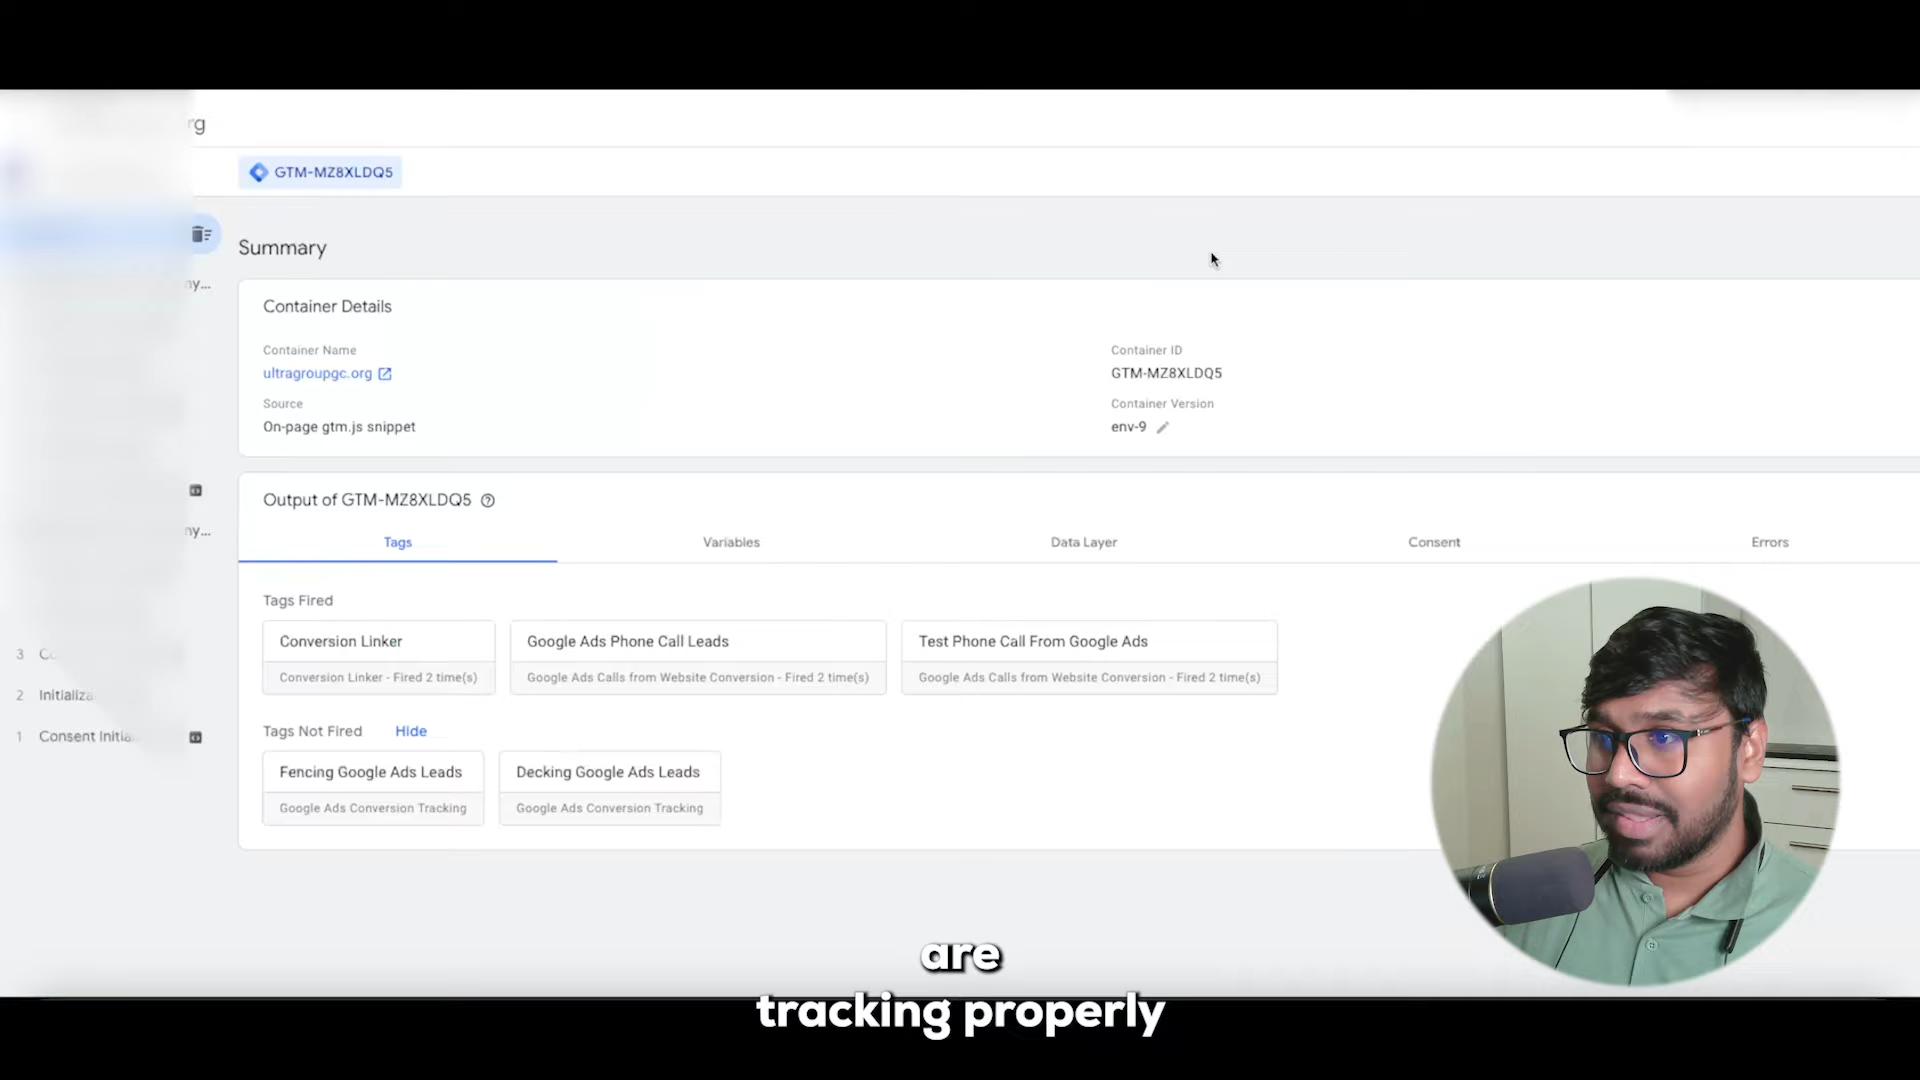 rg
GTM-MZ8XLDQ5
Summary
ny...
Container Details
Container Name
Container ID
ultragroupgc.org
GTM-MZ8XLDQ5
Source
Container Version
On-page gtm.js snippet
env-9
Output of GTM-MZ8XLDQ5
ny...
Tags
Variables
Data Layer
Consent
Errors
Tags Fired
Conversion Linker
Google Ads Phone Call Leads
Test Phone Call From Google Ads
3
Conversion Linker - Fired 2 time(s)
Google Ads Calls from Website Conversion - Fired 2 time(s)
Google Ads Calls from Website Conversion - Fired 2 time(s)
2
Tags Not Fired
Hide
1 Consent
Fencing Google Ads Leads
Decking Google Ads Leads
Google Ads Conversion Tracking
Google Ads Conversion Tracking
are
tracking properly